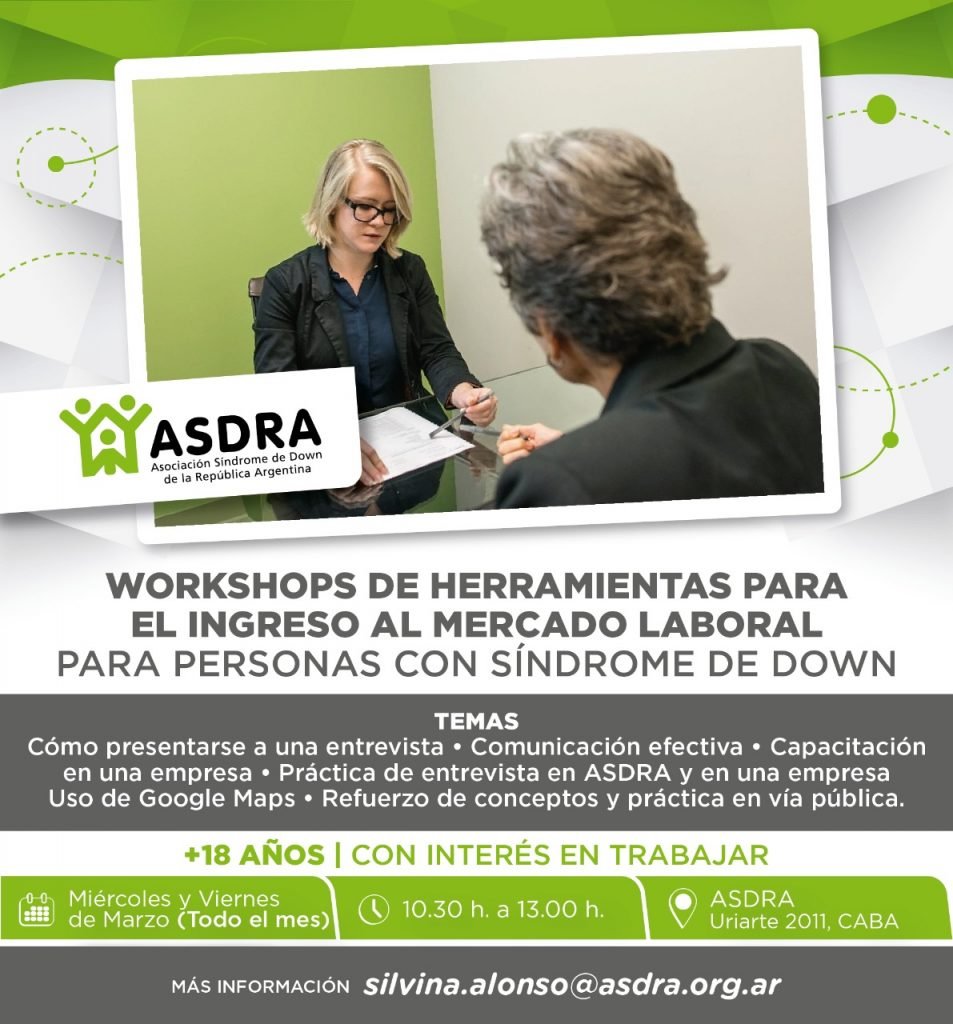 ASDRA
Asociación Síndrome de Down
de la República Argentina
WORKSHOPS DE HERRAMIENTAS PARA
EL INGRESO AL MERCADO LABORAL
PARA PERSONAS CON SÍNDROME DE DOWN
TEMAS
Cómo presentarse a una entrevista • Comunicación efectiva • Capacitación
en una empresa • Práctica de entrevista en ASDRA y en una empresa
Uso de Google Maps • Refuerzo de conceptos y práctica en vía pública.
+18 AÑOS | CON INTERÉS EN TRABAJAR
Miércoles y Viernes
de Marzo (Todo el mes)
10.30 h. a 13.00 h.
ASDRA
Uriarte 2011, CABA
MÁS INFORMACIÓN silvina.alonso@asdra.org.ar